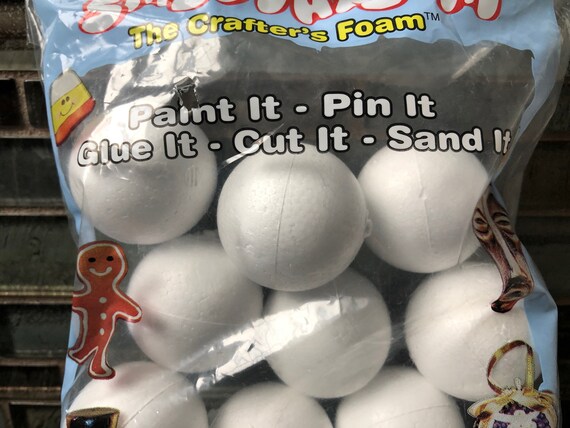 The Crafter's Foam™
Paint It - Pin It
Glue It - Cut It - Sand It